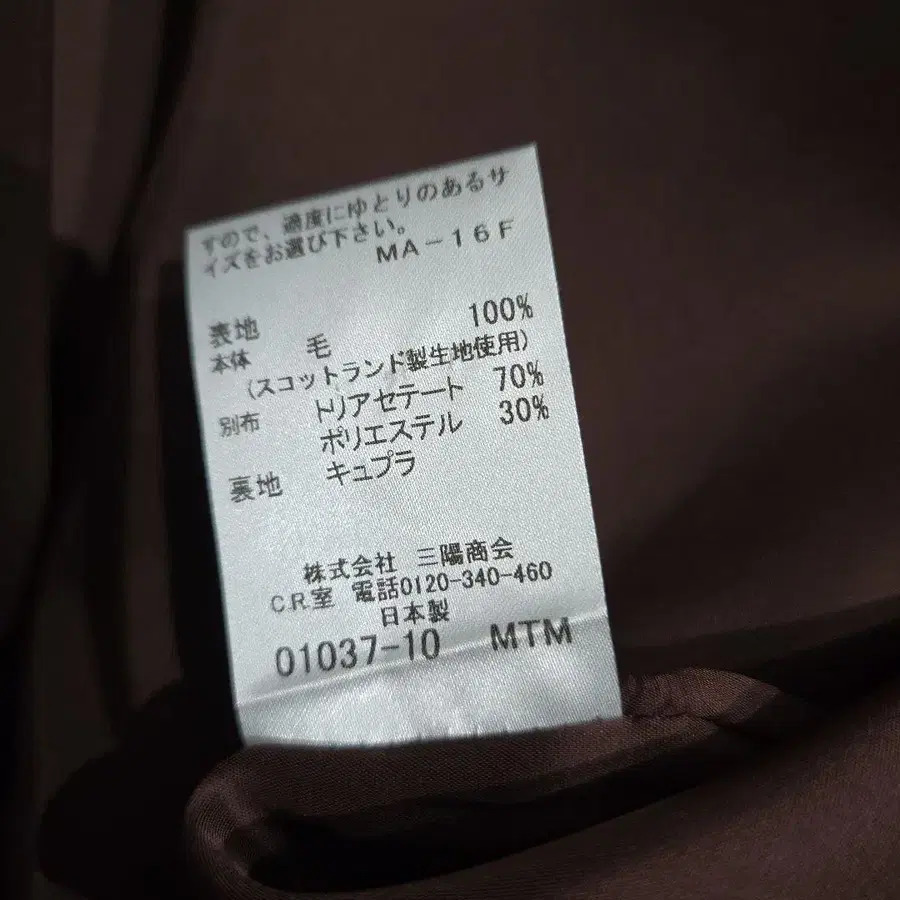 すので、適度にゆとりのあるサ
イズをお選び下さい。
MA-16F
表地 100%
本体 毛
(スコットランド製生地使用)
別布 トリアセテート 70%
ポリエステル 30%
裏地 キュプラ
株式会社 三陽商会
C.R.室 電話0120-340-460
日本製
01037-10 MTM